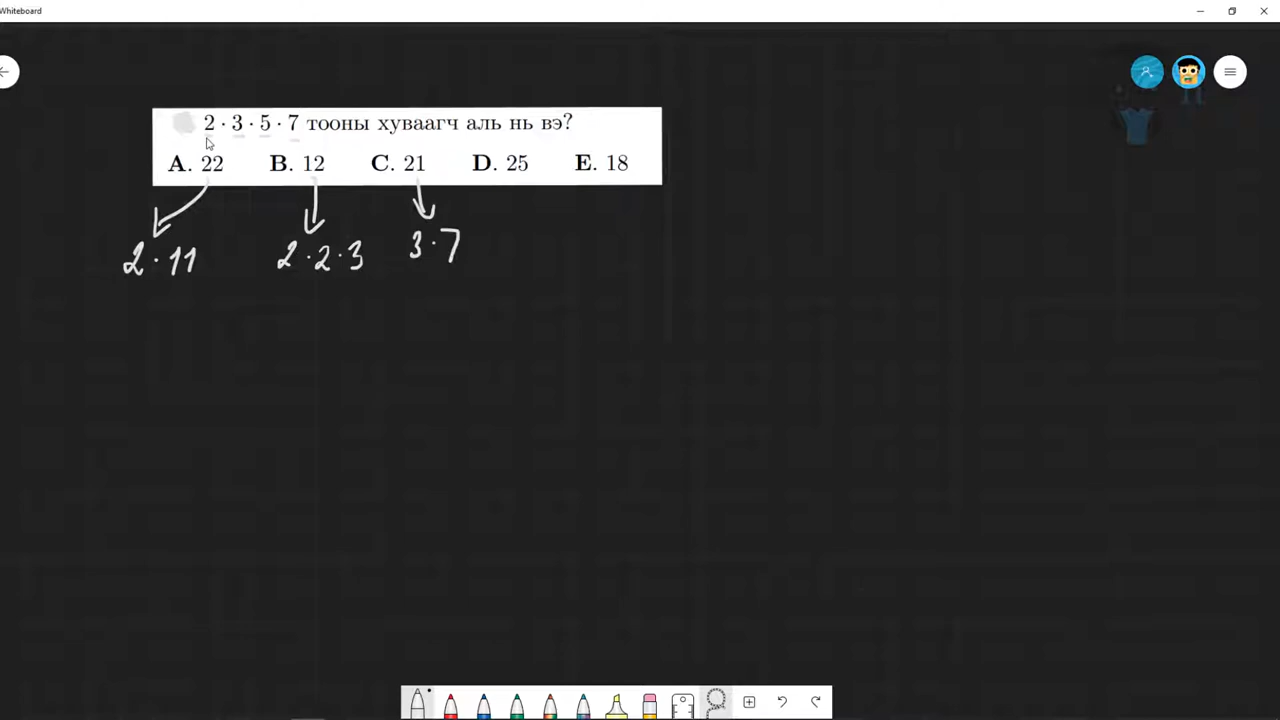 Whiteboard
2 · 3 · 5 · 7 тооны хуваагч аль нь вэ?
A. 22 B. 12 C. 21 D. 25 E. 18
2 · 11 2 · 2 · 3 3 · 7